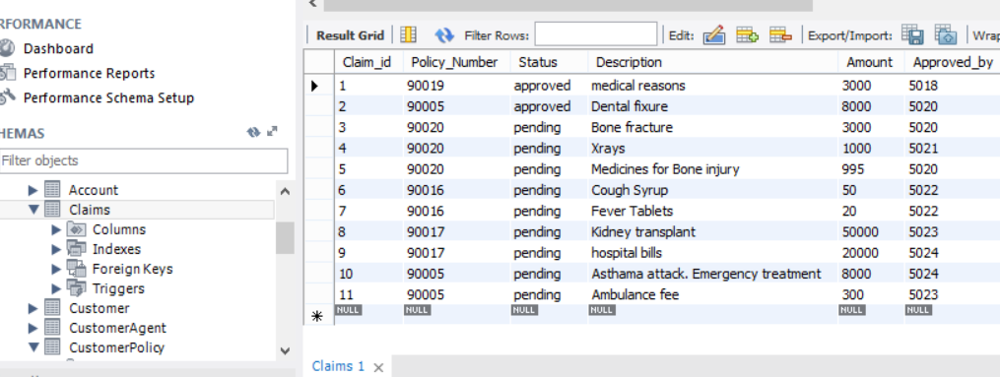 RFORMANCE
Dashboard
Performance Reports
Performance Schema Setup
HEMAS
Filter objects
Account
Claims
Columns
Indexes
Foreign Keys
Triggers
Customer
CustomerAgent
CustomerPolicy
Result Grid Filter Rows: Edit: Export/Import: Wrap
Claim_id Policy_Number Status Description Amount Approved_by
1 90019 approved medical reasons 3000 5018
2 90005 approved Dental fixure 8000 5020
3 90020 pending Bone fracture 3000 5020
4 90020 pending Xrays 1000 5021
5 90020 pending Medicines for Bone injury 995 5020
6 90016 pending Cough Syrup 50 5022
7 90016 pending Fever Tablets 20 5022
8 90017 pending Kidney transplant 50000 5023
9 90017 pending hospital bills 20000 5024
10 90005 pending Asthama attack. Emergency treatment 8000 5024
11 90005 pending Ambulance fee 300 5023
NULL NULL NULL NULL NULL NULL
Claims 1